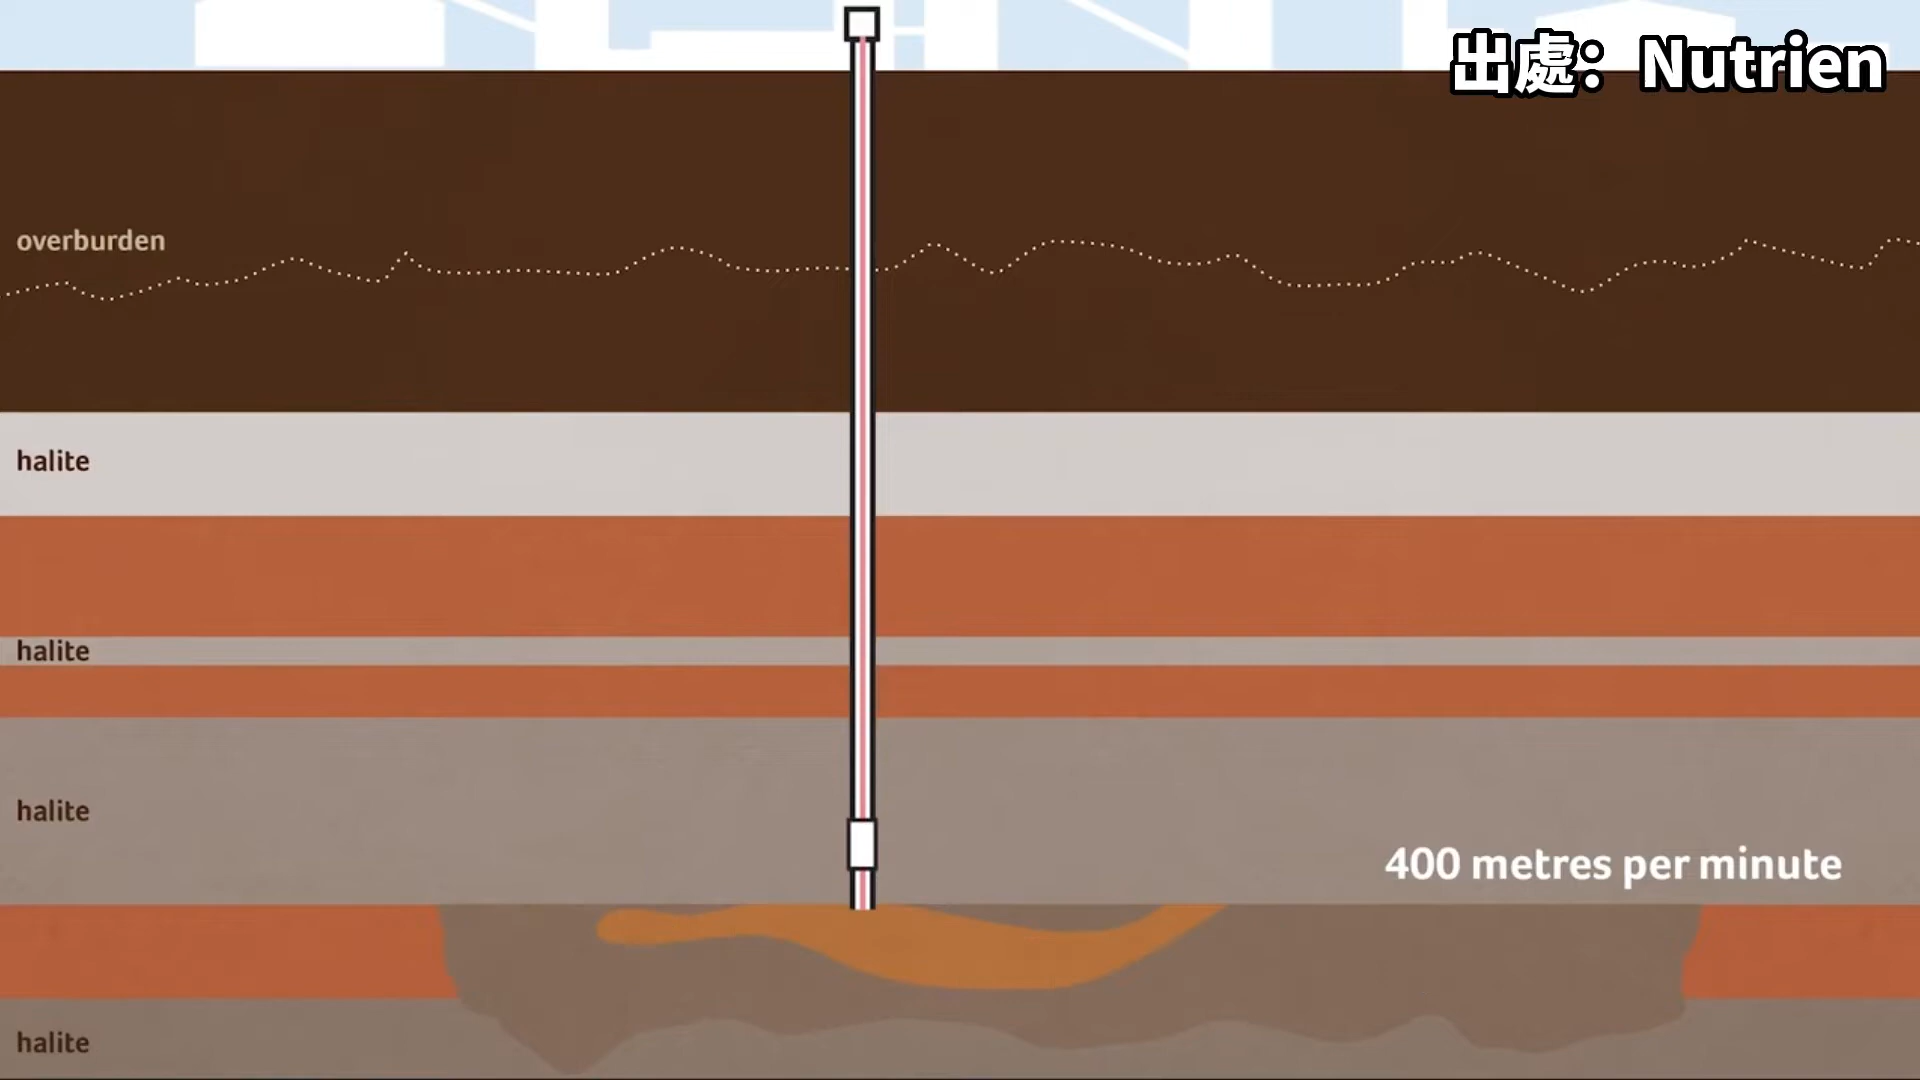 出處：Nutrien
overburden
halite
halite
halite
400 metres per minute
halite